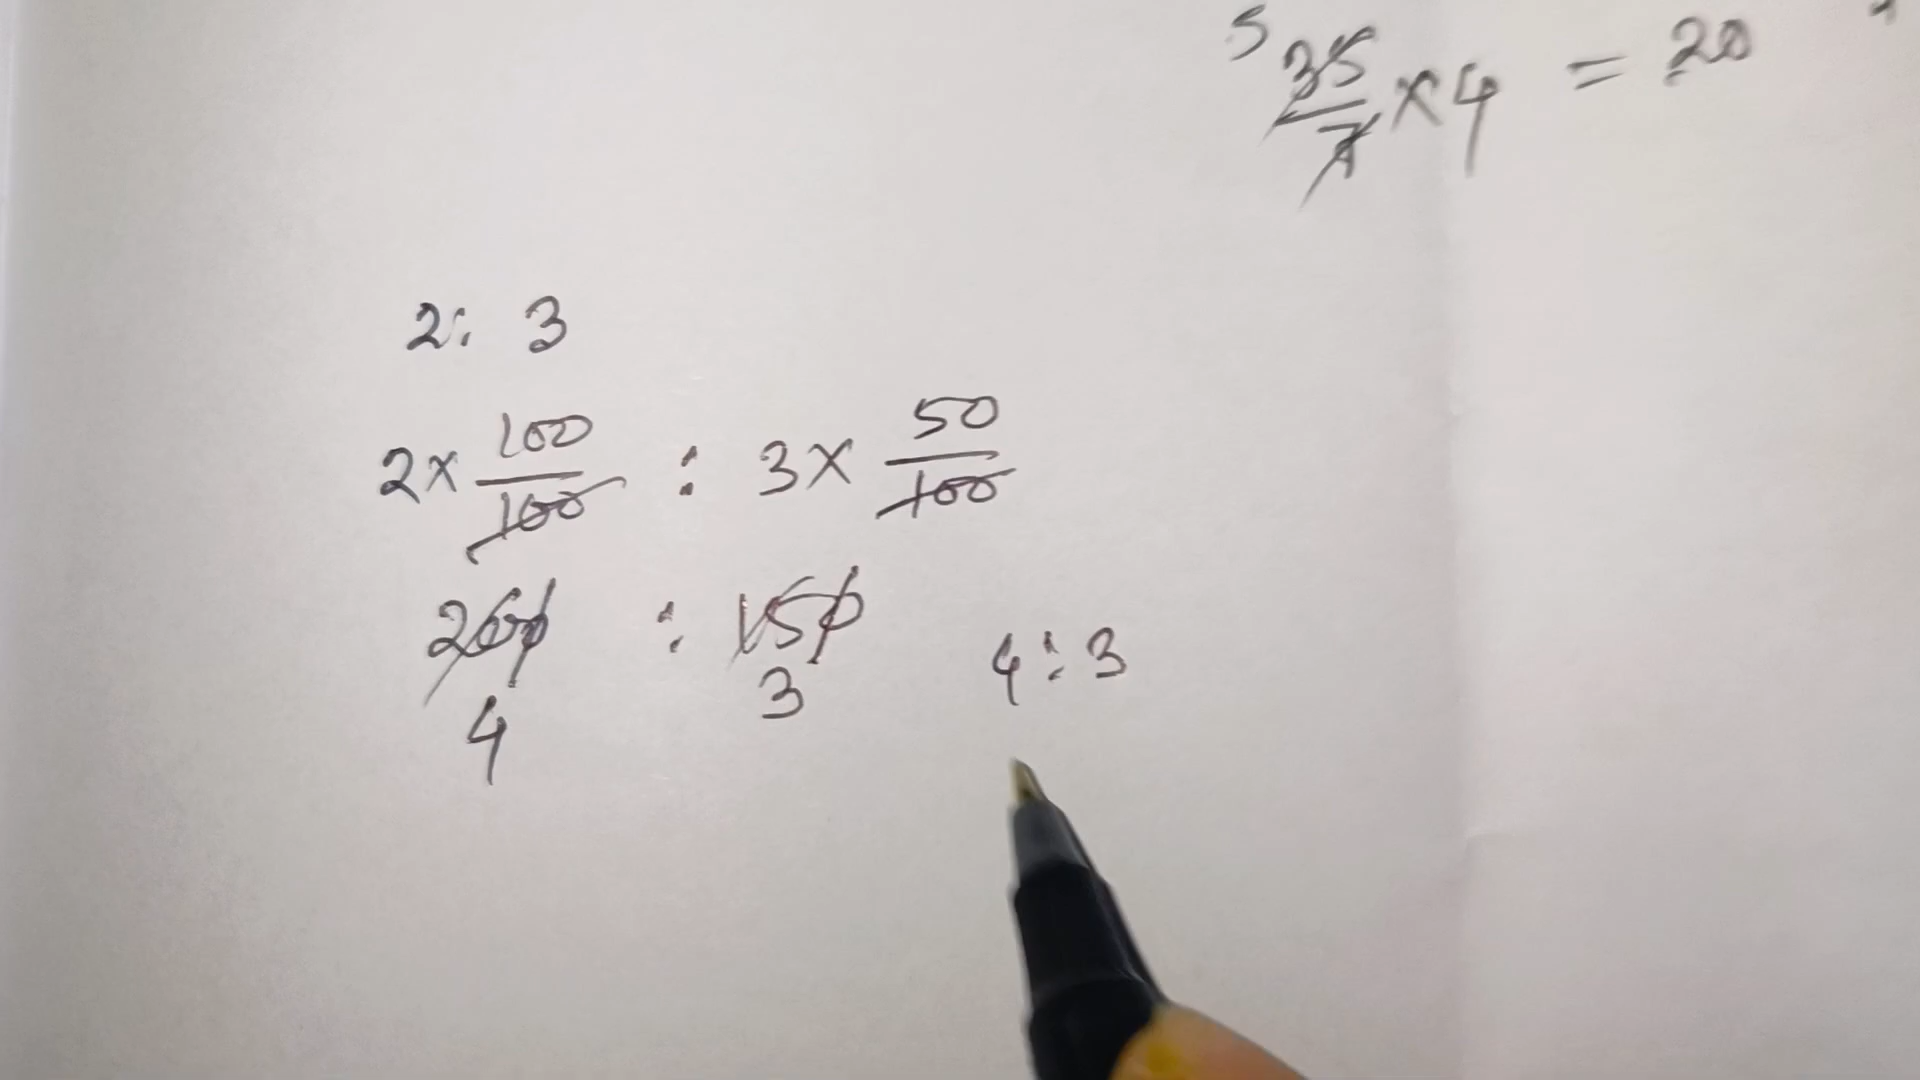 5
35/7 × 4 = 20
2 : 3
2 × 100/100 : 3 × 50/100
200 : 150
4 3
4 : 3